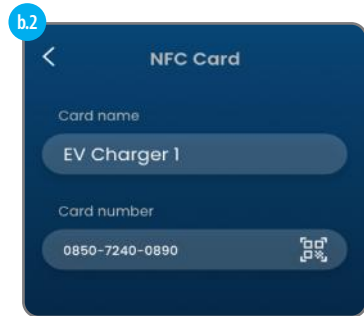 b.2
NFC Card
Card name
EV Charger 1
Card number
0850-7240-0890